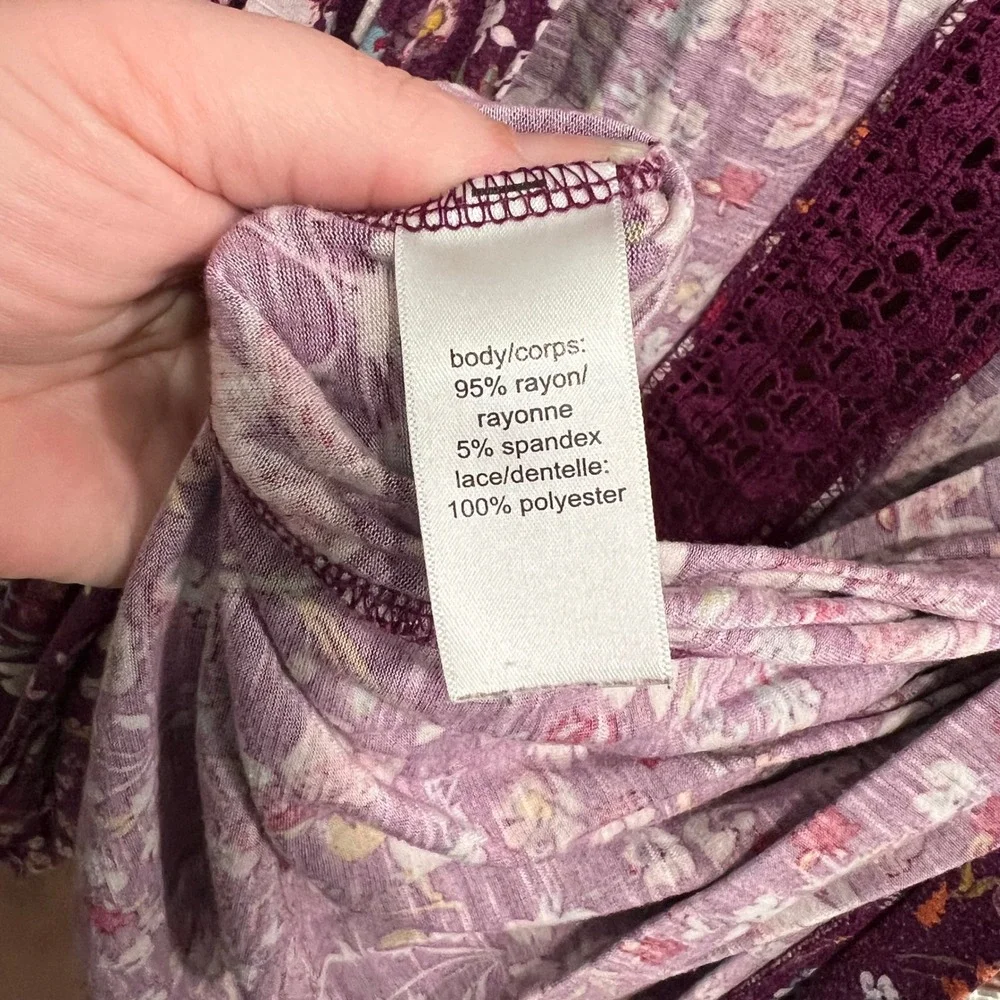 body/corps:
95% rayon/
rayonne
5% spandex
lace/dentelle:
100% polyester